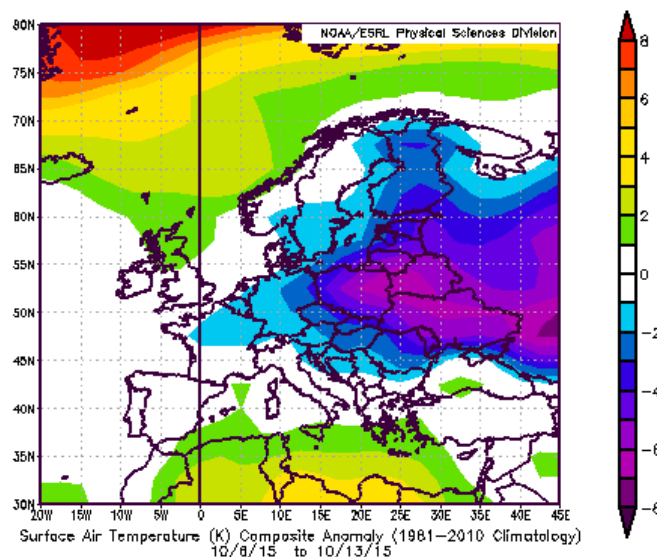 NOAA/ESRL Physical Sciences Division
80N
75N
70N
65N
60N
55N
50N
45N
40N
35N
30N
20W 15W 10W 5W 0 5E 10E 15E 20E 25E 30E 35E 40E 45E
8
6
4
2
0
-2
-4
-6
-8
Surface Air Temperature (K) Composite Anomaly (1981-2010 Climatology)
10/6/15 to 10/13/15